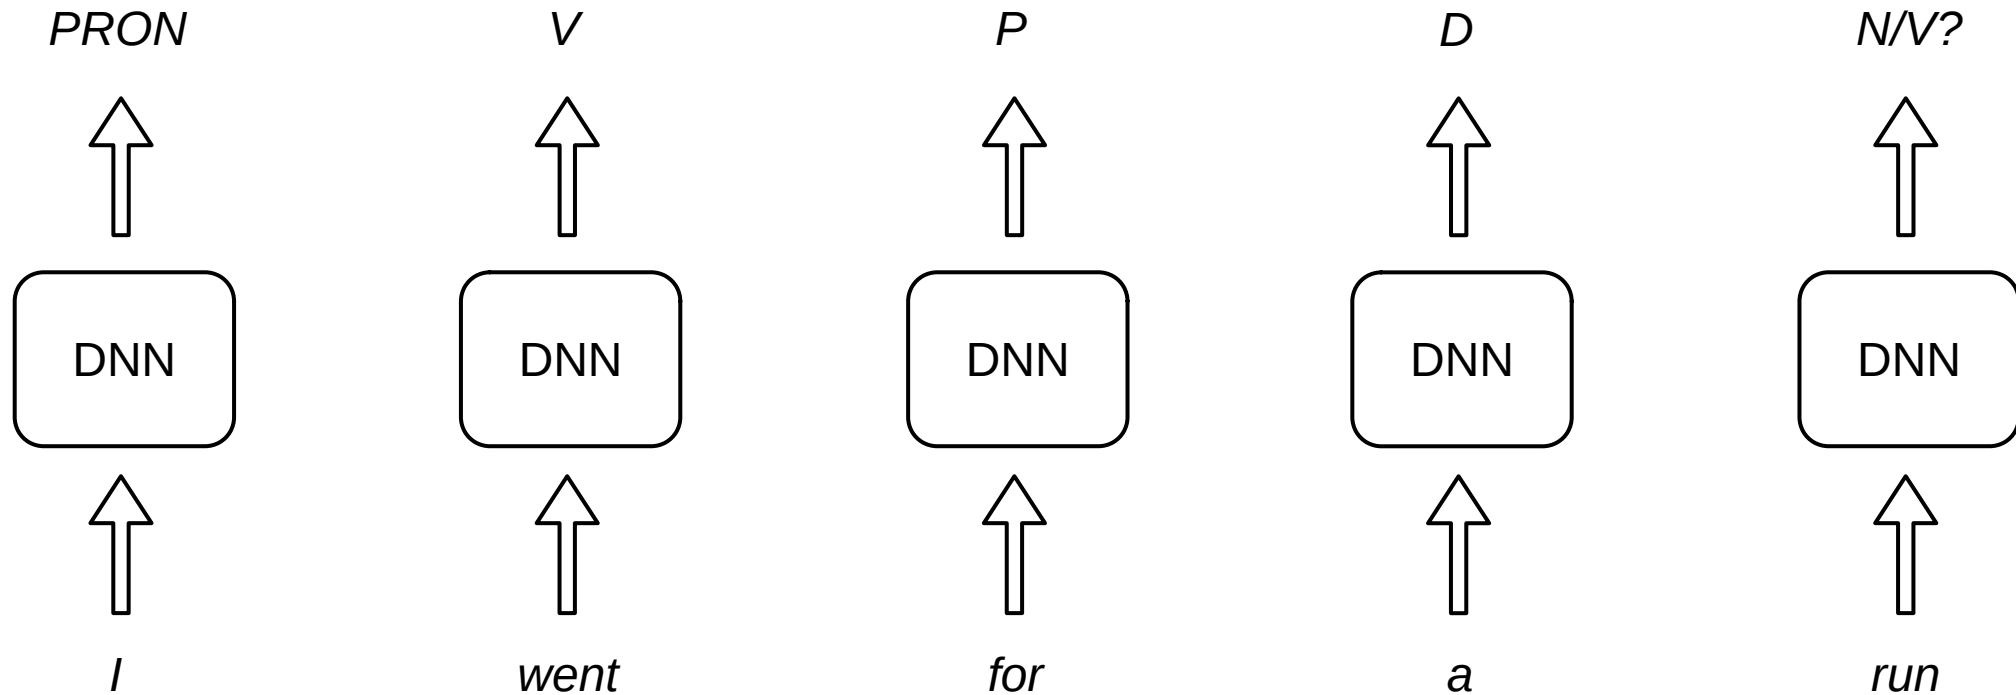 PRON V P D N/V?
DNN DNN DNN DNN DNN
I went for a run